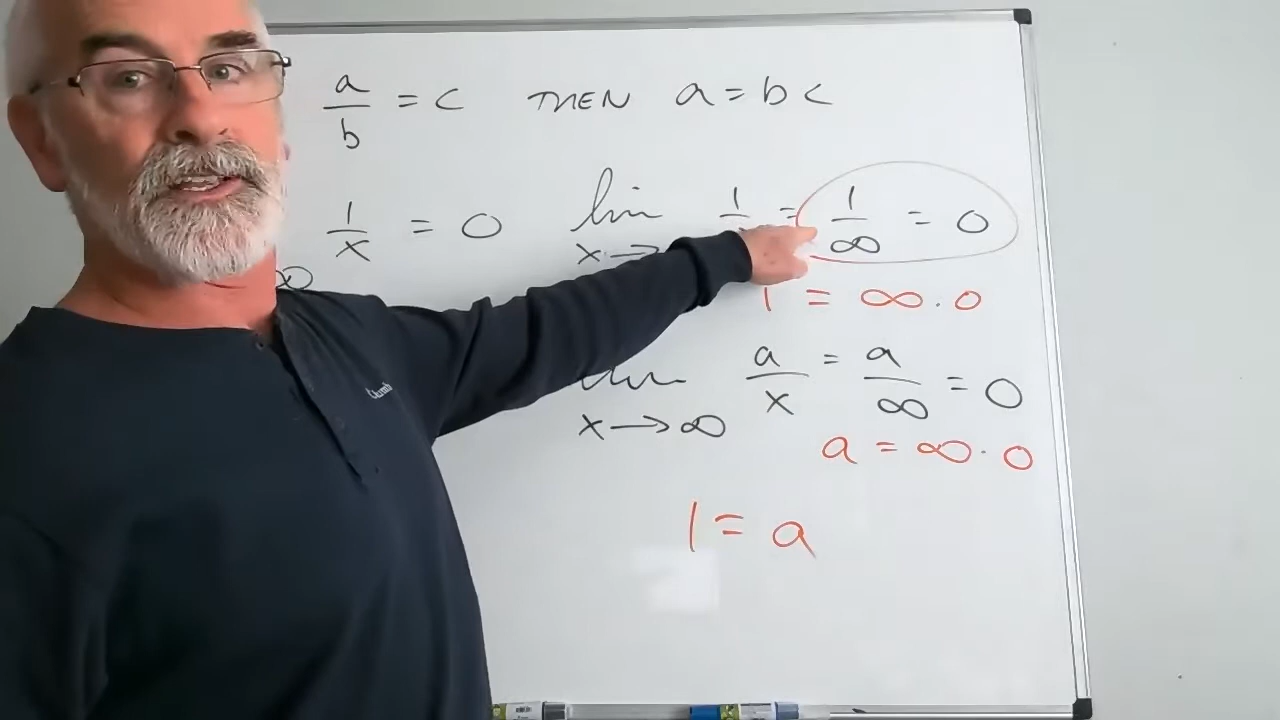 a/b = c THEN a = bc
1/x = 0 lim 1 = 1/∞ = 0
∞ x →
1 = ∞ · 0
a/x = a/∞ = 0
x → ∞
a = ∞ · 0
1 = a